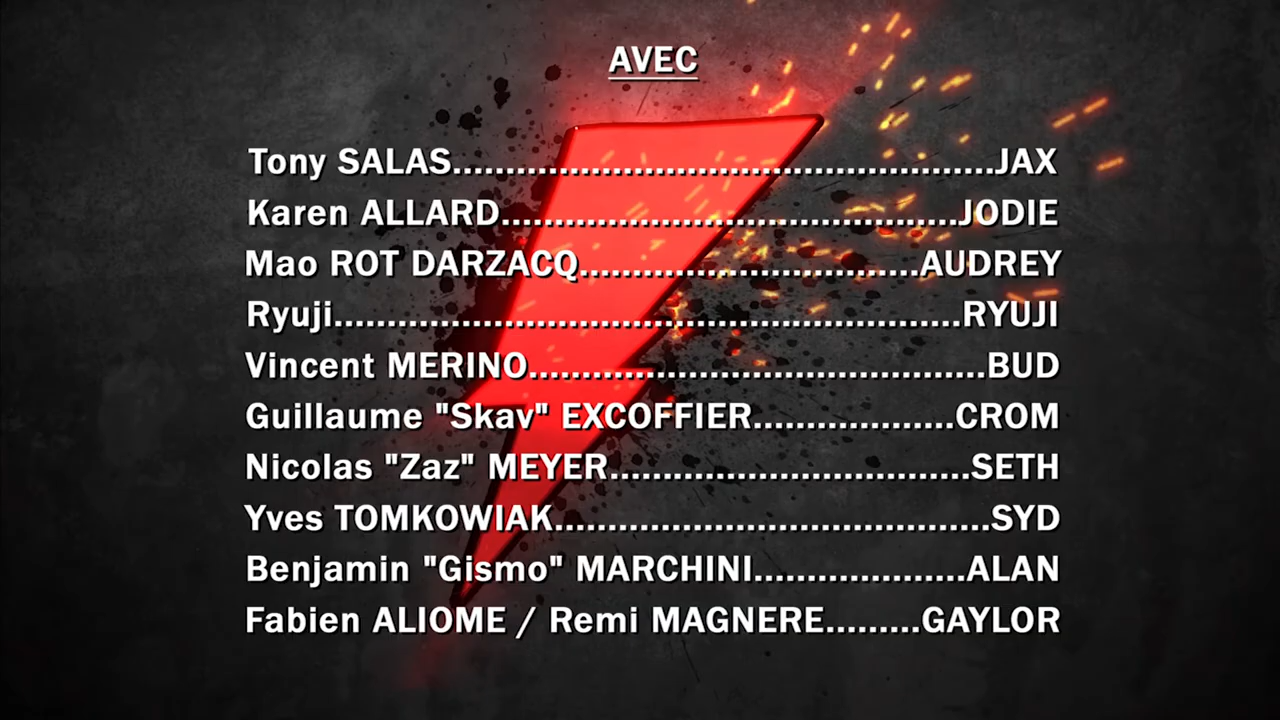 AVEC
Tony SALAS....................................................JAX
Karen ALLARD............................................JODIE
Mao ROT DARZACQ.................................AUDREY
Ryuji............................................................RYUJI
Vincent MERINO............................................BUD
Guillaume "Skav" EXCOFFIER...................CROM
Nicolas "Zaz" MEYER..................................SETH
Yves TOMKOWIAK..........................................SYD
Benjamin "Gismo" MARCHINI....................ALAN
Fabien ALIOME / Remi MAGNERE.........GAYLOR